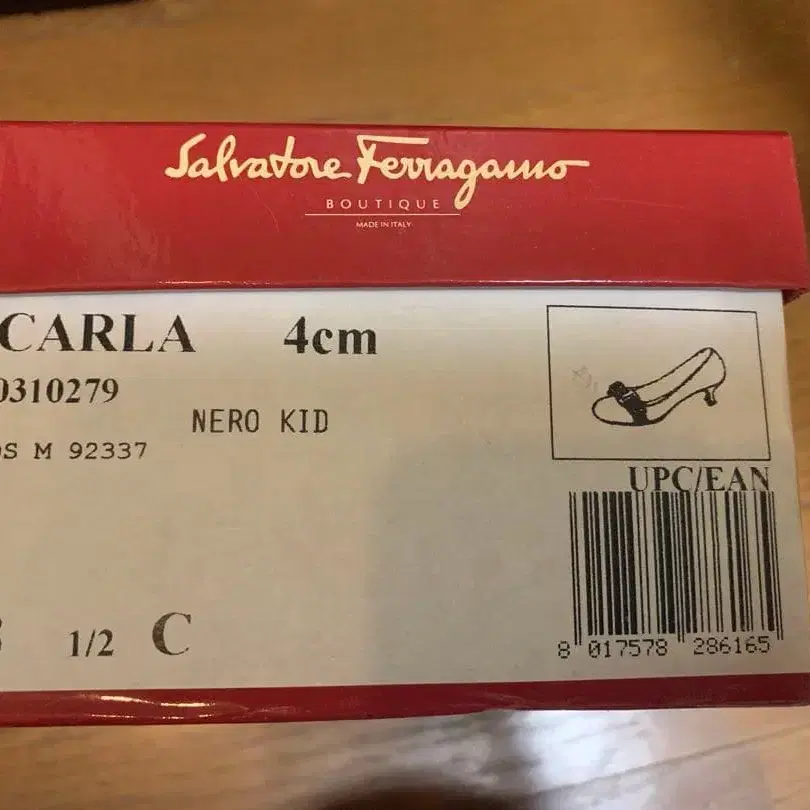 Salvatore Ferragamo
BOUTIQUE
MADE IN ITALY
CARLA 4cm
0310279
NERO KID
M 92337
UPC/EAN
1/2 C
8 017578 286165